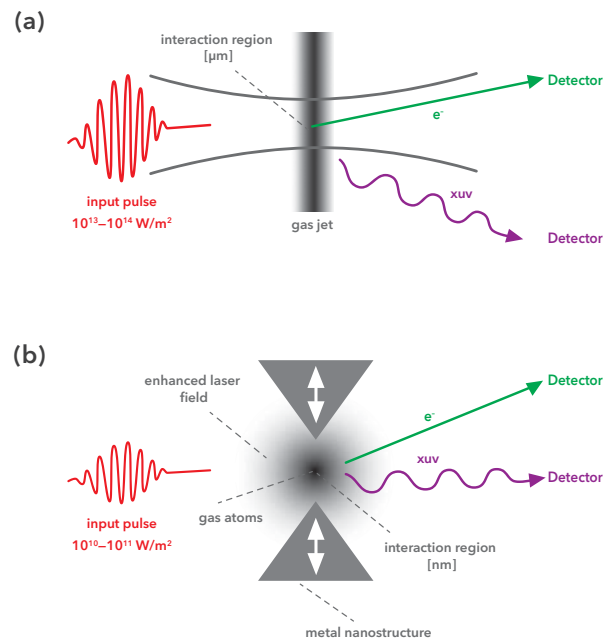 (a)
interaction region
[µm]
Detector
e⁻
input pulse
10¹³–10¹⁴ W/m²
xuv
gas jet
Detector
(b)
enhanced laser
field
Detector
e⁻
xuv
Detector
gas atoms
input pulse
10¹⁰–10¹¹ W/m²
interaction region
[nm]
metal nanostructure